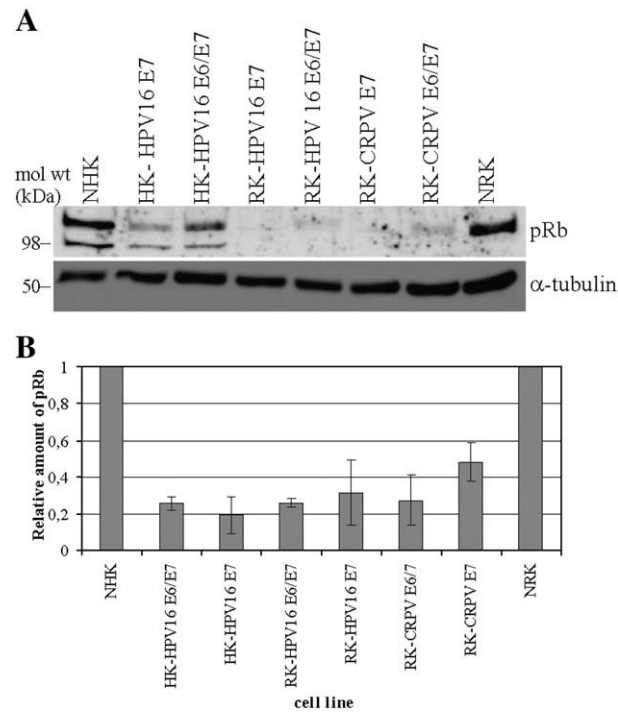 A
NHK
HK- HPV16 E7
HK-HPV16 E6/E7
RK-HPV16 E7
RK-HPV 16 E6/E7
RK-CRPV E7
RK-CRPV E6/E7
NRK
mol wt
(kDa)
98–
pRb
50–
α-tubulin
B
Relative amount of pRb
1
0,8
0,6
0,4
0,2
0
NHK
HK-HPV16 E6/E7
HK-HPV16 E7
RK-HPV16 E6/E7
RK-HPV16 E7
RK-CRPV E6/7
RK-CRPV E7
NRK
cell line